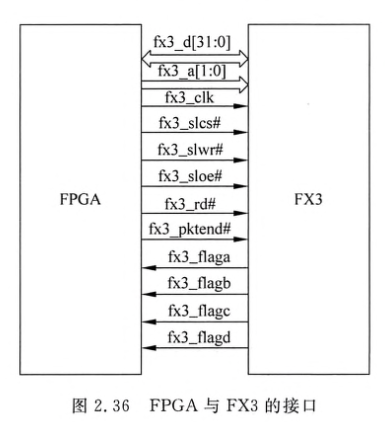 fx3_d[31:0]
fx3_a[1:0]
fx3_clk
fx3_slcs#
fx3_slwr#
fx3_sloe#
FPGA
FX3
fx3_rd#
fx3_pktend#
fx3_flaga
fx3_flagb
fx3_flagc
fx3_flagd
图 2.36 FPGA 与 FX3 的接口